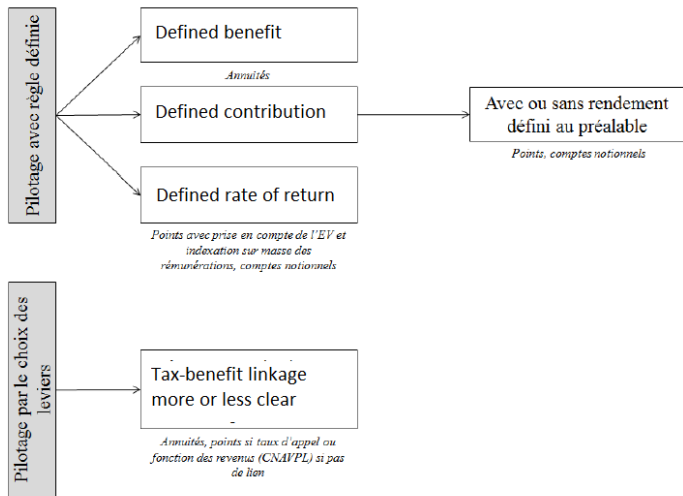 Pilotage avec règle définie
Defined benefit
Annuités
Defined contribution
Avec ou sans rendement
défini au préalable
Points, comptes notionnels
Defined rate of return
Points avec prise en compte de l'EV et
indexation sur masse des
rémunérations, comptes notionnels
Pilotage par le choix des
leviers
Tax-benefit linkage
more or less clear
Annuités, points si taux d'appel ou
fonction des revenus (CNAVPL) si pas
de lien